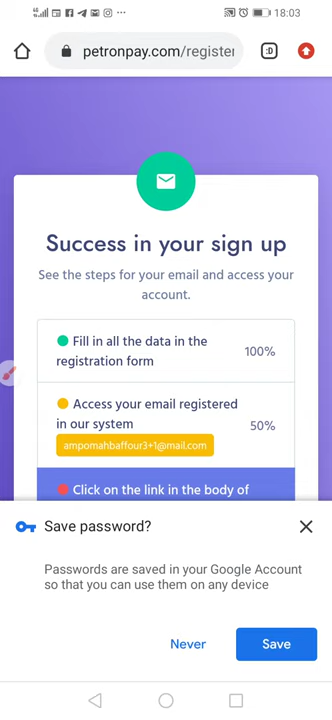 18:03
petronpay.com/register
:D
Success in your sign up
See the steps for your email and access your
account.
Fill in all the data in the
registration form
100%
Access your email registered
in our system
50%
ampomahbaffour3+1@mail.com
Click on the link in the body of
Save password?
Passwords are saved in your Google Account
so that you can use them on any device
Never
Save